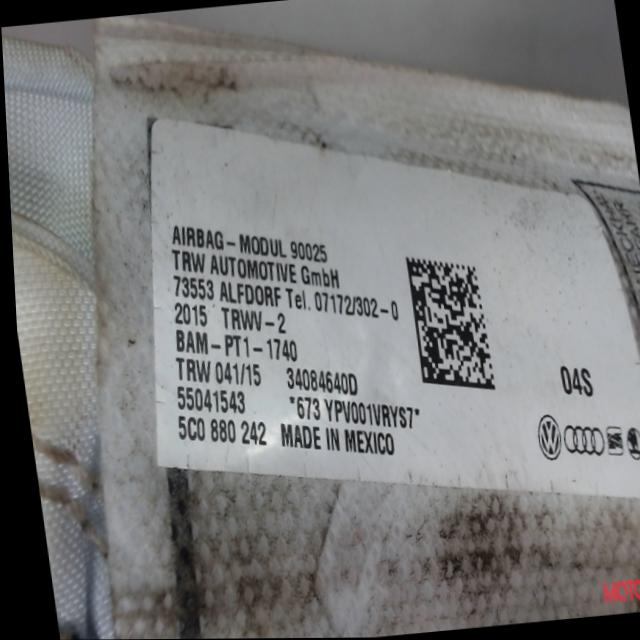 AIRBAG-MODUL 90025
TRW AUTOMOTIVE GmbH
73553 ALFDORF Tel. 07172/302-0
2015 TRWV-2
BAM-PT1-1740
TRW 041/15 34084640D
55041543 *673 YPV001VRYS7*
5C0 880 242 MADE IN MEXICO
04S
MOTO